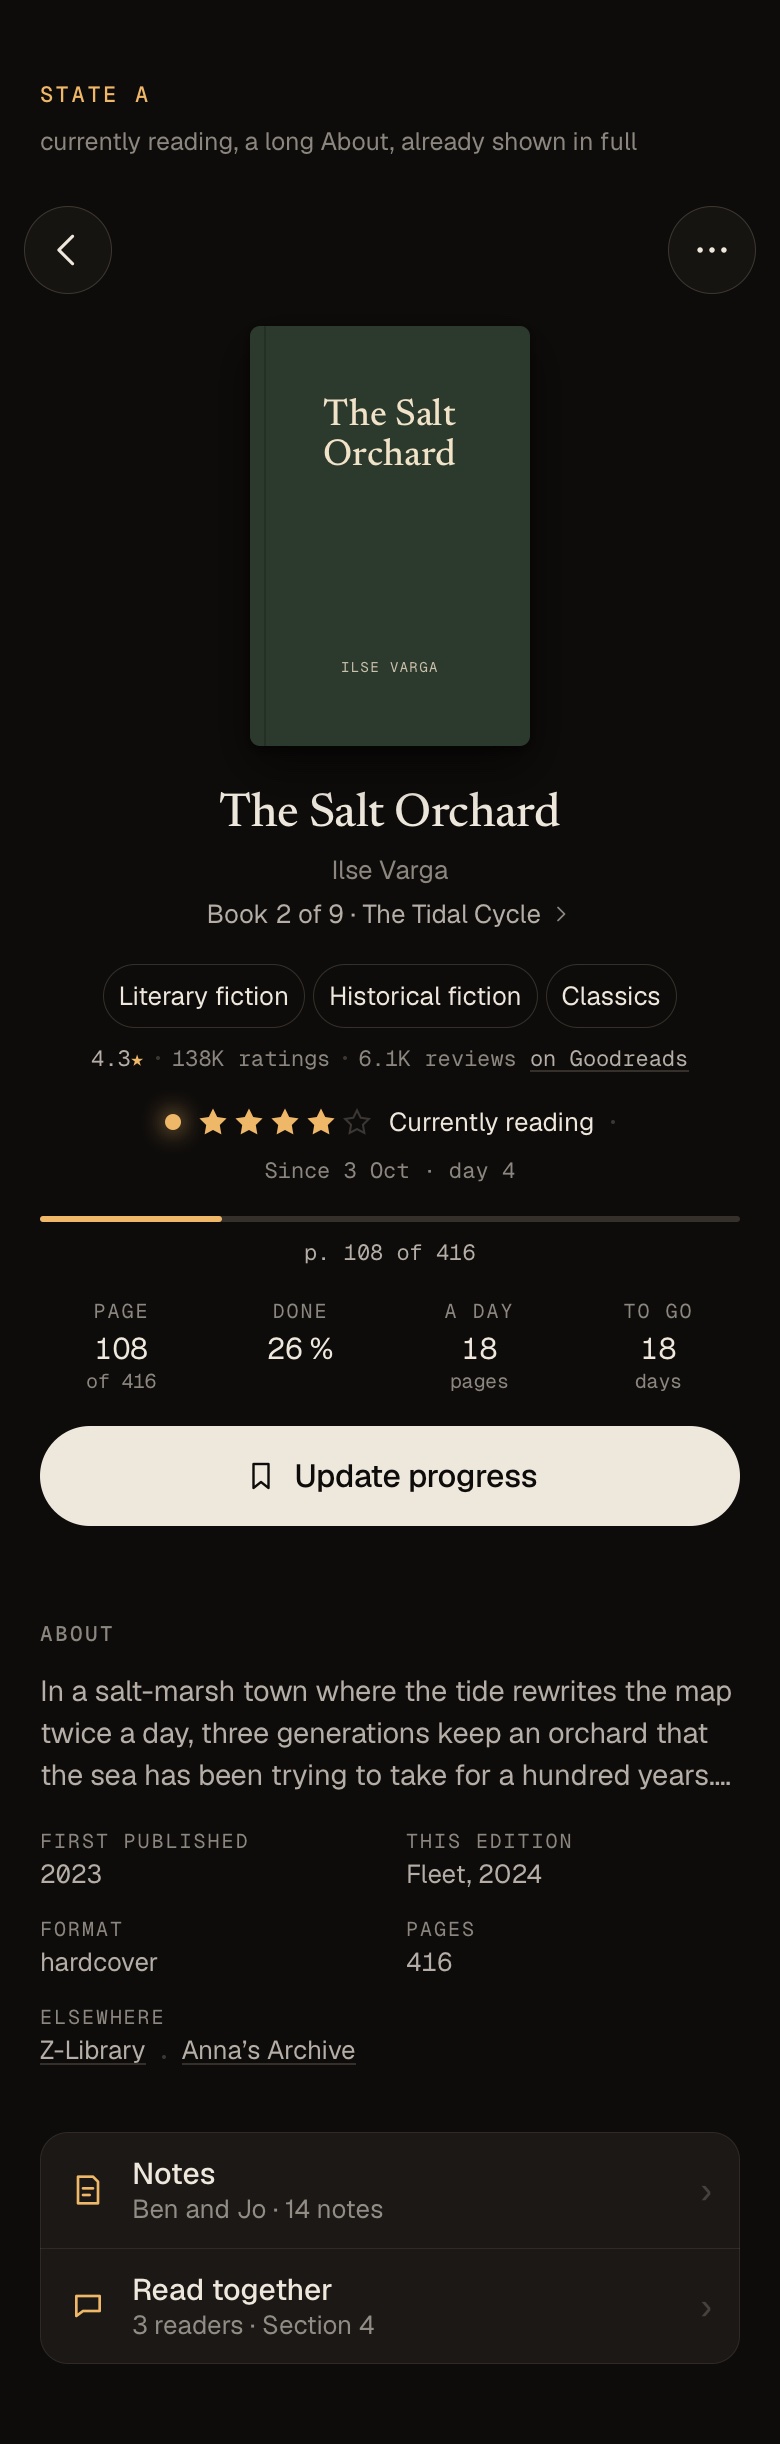 STATE A
currently reading, a long About, already shown in full
The Salt
Orchard
ILSE VARGA
The Salt Orchard
Ilse Varga
Book 2 of 9 · The Tidal Cycle
Literary fiction Historical fiction Classics
4.3★ · 138K ratings · 6.1K reviews on Goodreads
Currently reading ·
Since 3 Oct · day 4
p. 108 of 416
PAGE DONE A DAY TO GO
108 26 % 18 18
of 416 pages days
Update progress
ABOUT
In a salt-marsh town where the tide rewrites the map
twice a day, three generations keep an orchard that
the sea has been trying to take for a hundred years.…
FIRST PUBLISHED THIS EDITION
2023 Fleet, 2024
FORMAT PAGES
hardcover 416
ELSEWHERE
Z-Library . Anna’s Archive
Notes
Ben and Jo · 14 notes
Read together
3 readers · Section 4